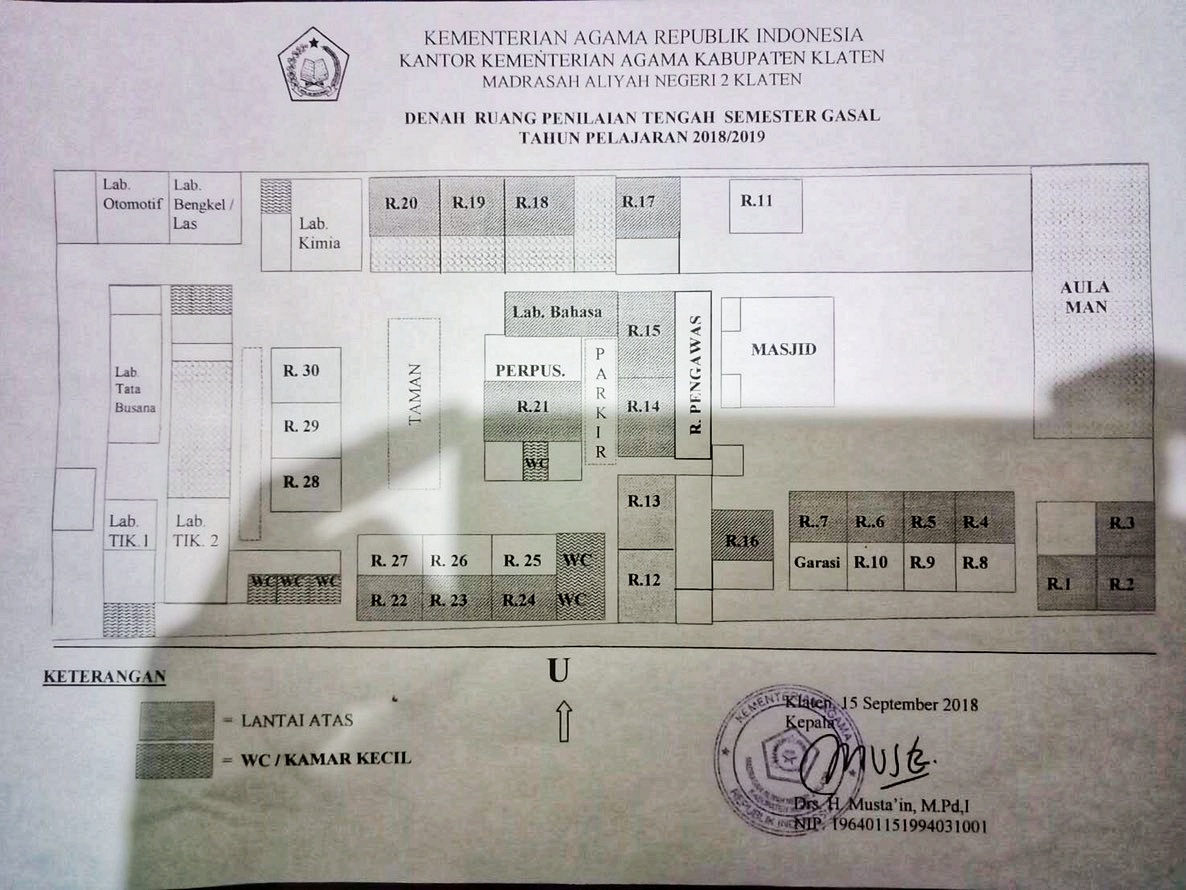 KEMENTERIAN AGAMA REPUBLIK INDONESIA
KANTOR KEMENTERIAN AGAMA KABUPATEN KLATEN
MADRASAH ALIYAH NEGERI 2 KLATEN
DENAH RUANG PENILAIAN TENGAH SEMESTER GASAL
TAHUN PELAJARAN 2018/2019
Lab.
Otomotif
Lab.
Bengkel /
Las
Lab.
Kimia
R.20
R.19
R.18
R.17
R.11
AULA
MAN
Lab. Bahasa
R.15
R. PENGAWAS
MASJID
Lab
Tata
Busana
R. 30
R. 29
R. 28
TAMAN
PERPUS.
R.21
WC
PARKIR
R.14
Lab.
TIK.1
Lab.
TIK. 2
R.13
R.12
R.16
R..7
R..6
R.5
R.4
Garasi
R.10
R.9
R.8
R.3
R.1
R.2
WC WC WC
R. 27
R. 26
R. 25
WC
R. 22
R. 23
R.24
WC
KETERANGAN
= LANTAI ATAS
= WC / KAMAR KECIL
U
Klaten, 15 September 2018
Kepala
KEMENTERIAN AGAMA
REPUBLIK INDONESIA
Drs. H. Musta'in, M.Pd,I
NIP. 196401151994031001